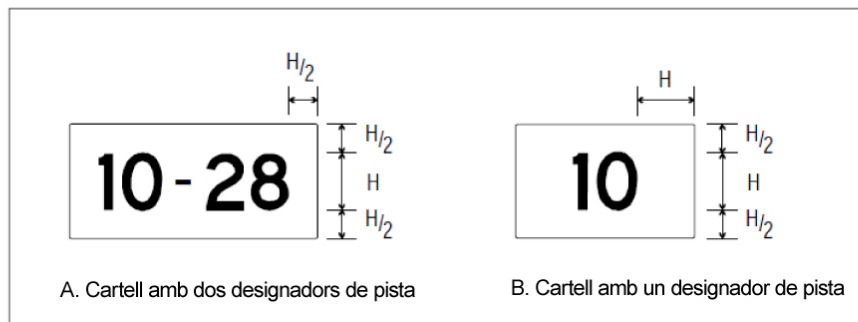 H/2
10 - 28
H/2
H
H/2
A. Cartell amb dos designadors de pista
H
10
H/2
H
H/2
B. Cartell amb un designador de pista